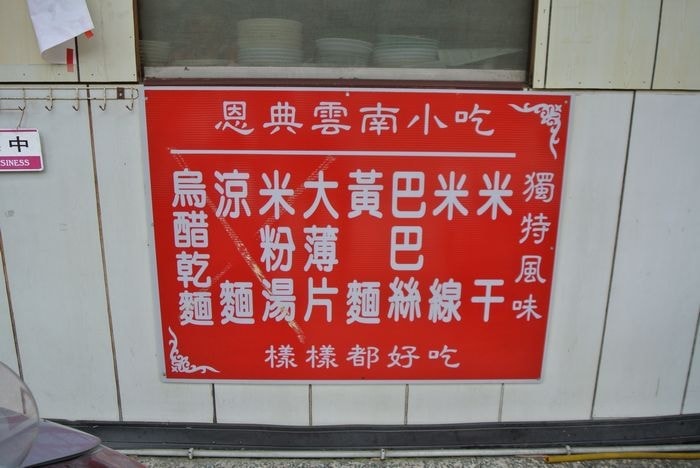 恩典雲南小吃
獨特風味
米干
米線
巴巴絲
黃麵
大薄片
米粉湯
涼麵
烏醋乾麵
樣樣都好吃
中
SINESS